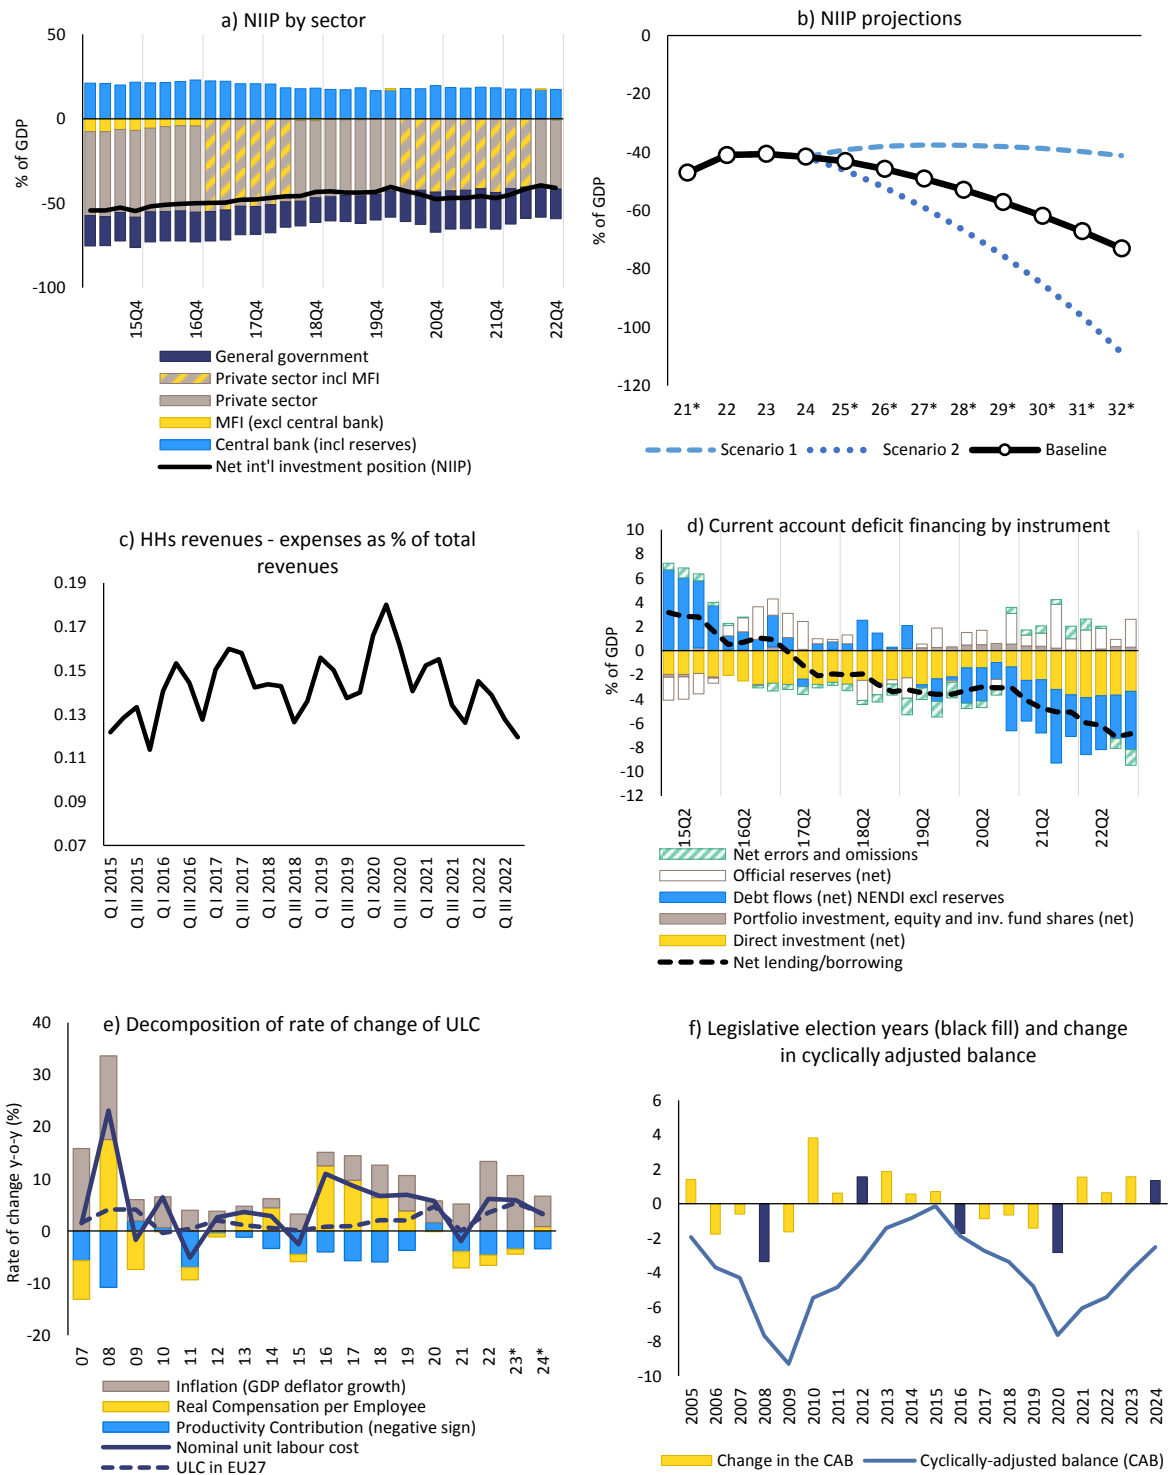 a) NIIP by sector
% of GDP
50
0
-50
-100
15Q4 16Q4 17Q4 18Q4 19Q4 20Q4 21Q4 22Q4
General government
Private sector incl MFI
Private sector
MFI (excl central bank)
Central bank (incl reserves)
Net int'l investment position (NIIP)
b) NIIP projections
% of GDP
0
-20
-40
-60
-80
-100
-120
21* 22 23 24 25* 26* 27* 28* 29* 30* 31* 32*
Scenario 1 Scenario 2 Baseline
c) HHs revenues - expenses as % of total
revenues
0.19
0.17
0.15
0.13
0.11
0.09
0.07
Q I 2015 Q III 2015 Q I 2016 Q III 2016 Q I 2017 Q III 2017 Q I 2018 Q III 2018 Q I 2019 Q III 2019 Q I 2020 Q III 2020 Q I 2021 Q III 2021 Q I 2022 Q III 2022
d) Current account deficit financing by instrument
% of GDP
10
8
6
4
2
0
-2
-4
-6
-8
-10
-12
15Q2 16Q2 17Q2 18Q2 19Q2 20Q2 21Q2 22Q2
Net errors and omissions
Official reserves (net)
Debt flows (net) NENDI excl reserves
Portfolio investment, equity and inv. fund shares (net)
Direct investment (net)
Net lending/borrowing
e) Decomposition of rate of change of ULC
Rate of change y-o-y (%)
40
30
20
10
0
-10
-20
07 08 09 10 11 12 13 14 15 16 17 18 19 20 21 22 23* 24*
Inflation (GDP deflator growth)
Real Compensation per Employee
Productivity Contribution (negative sign)
Nominal unit labour cost
ULC in EU27
f) Legislative election years (black fill) and change
in cyclically adjusted balance
6
4
2
0
-2
-4
-6
-8
-10
2005 2006 2007 2008 2009 2010 2011 2012 2013 2014 2015 2016 2017 2018 2019 2020 2021 2022 2023 2024
Change in the CAB Cyclically-adjusted balance (CAB)